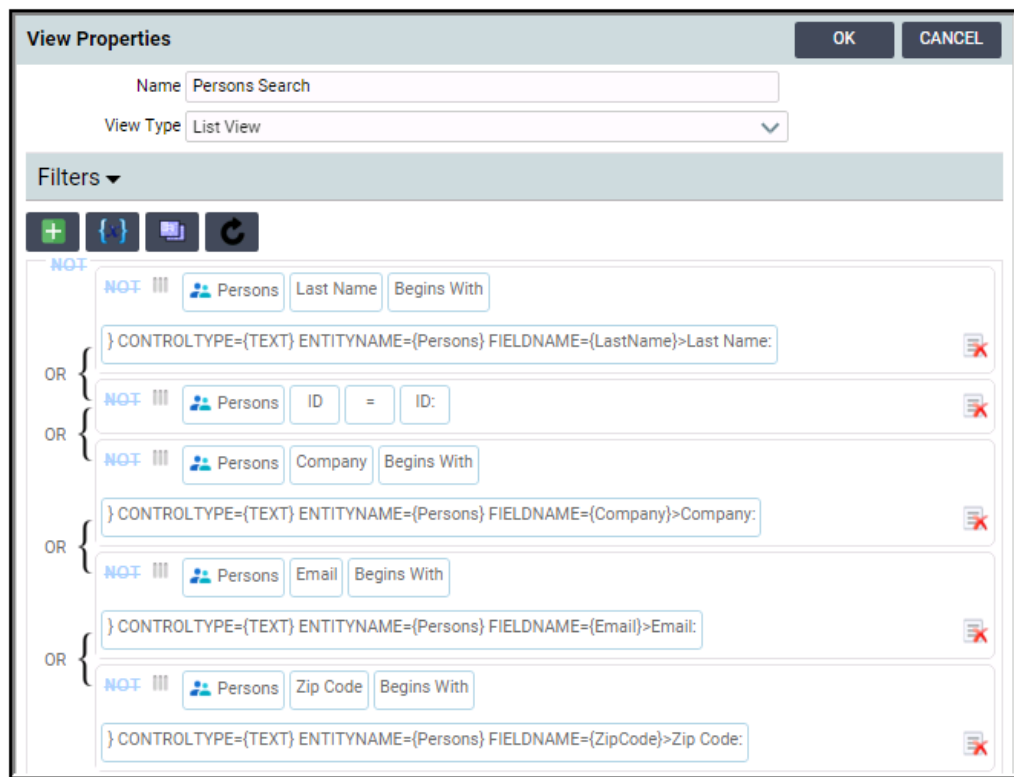 View Properties OK CANCEL
Name Persons Search
View Type List View
Filters
{x}
NOT
NOT Persons Last Name Begins With
} CONTROLTYPE={TEXT} ENTITYNAME={Persons} FIELDNAME={LastName}>Last Name:
OR {
NOT Persons ID = ID:
OR {
NOT Persons Company Begins With
} CONTROLTYPE={TEXT} ENTITYNAME={Persons} FIELDNAME={Company}>Company:
OR {
NOT Persons Email Begins With
} CONTROLTYPE={TEXT} ENTITYNAME={Persons} FIELDNAME={Email}>Email:
OR {
NOT Persons Zip Code Begins With
} CONTROLTYPE={TEXT} ENTITYNAME={Persons} FIELDNAME={ZipCode}>Zip Code: